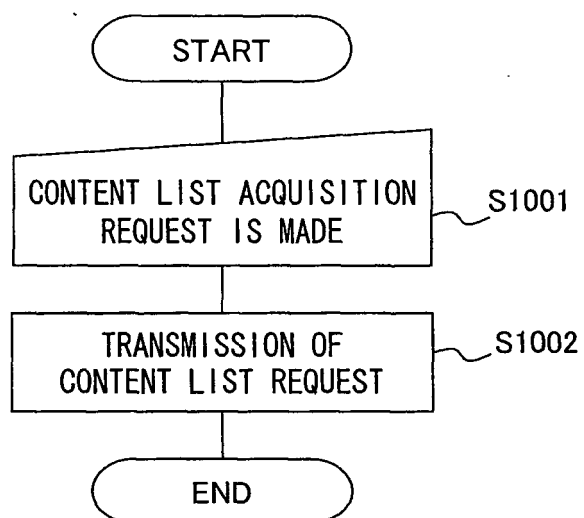 START
CONTENT LIST ACQUISITION
REQUEST IS MADE
S1001
TRANSMISSION OF
CONTENT LIST REQUEST
S1002
END